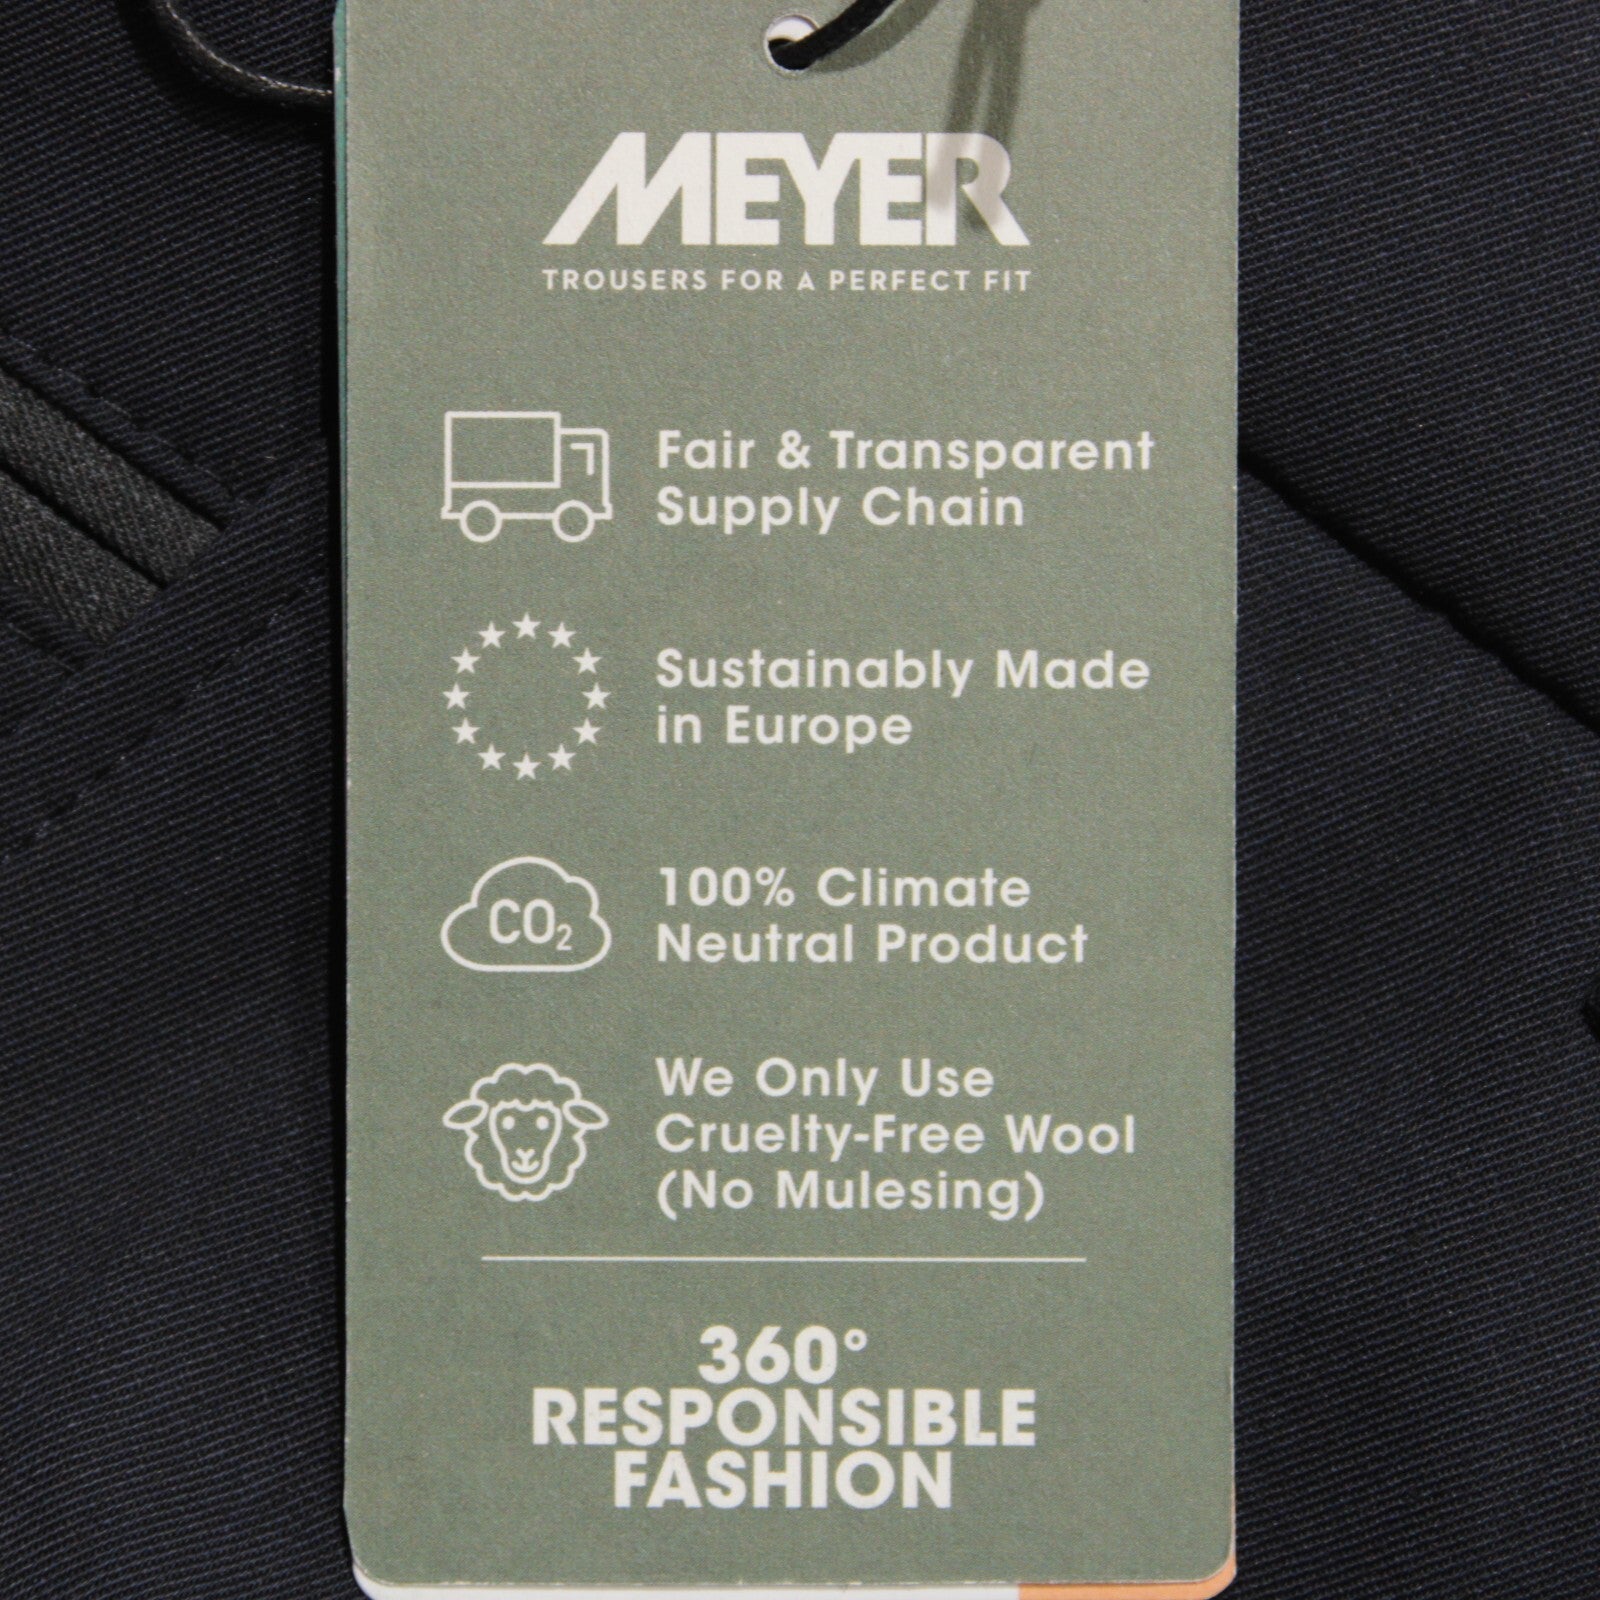 MEYER
TROUSERS FOR A PERFECT FIT
Fair & Transparent
Supply Chain
Sustainably Made
in Europe
CO₂
100% Climate
Neutral Product
We Only Use
Cruelty-Free Wool
(No Mulesing)
360°
RESPONSIBLE
FASHION